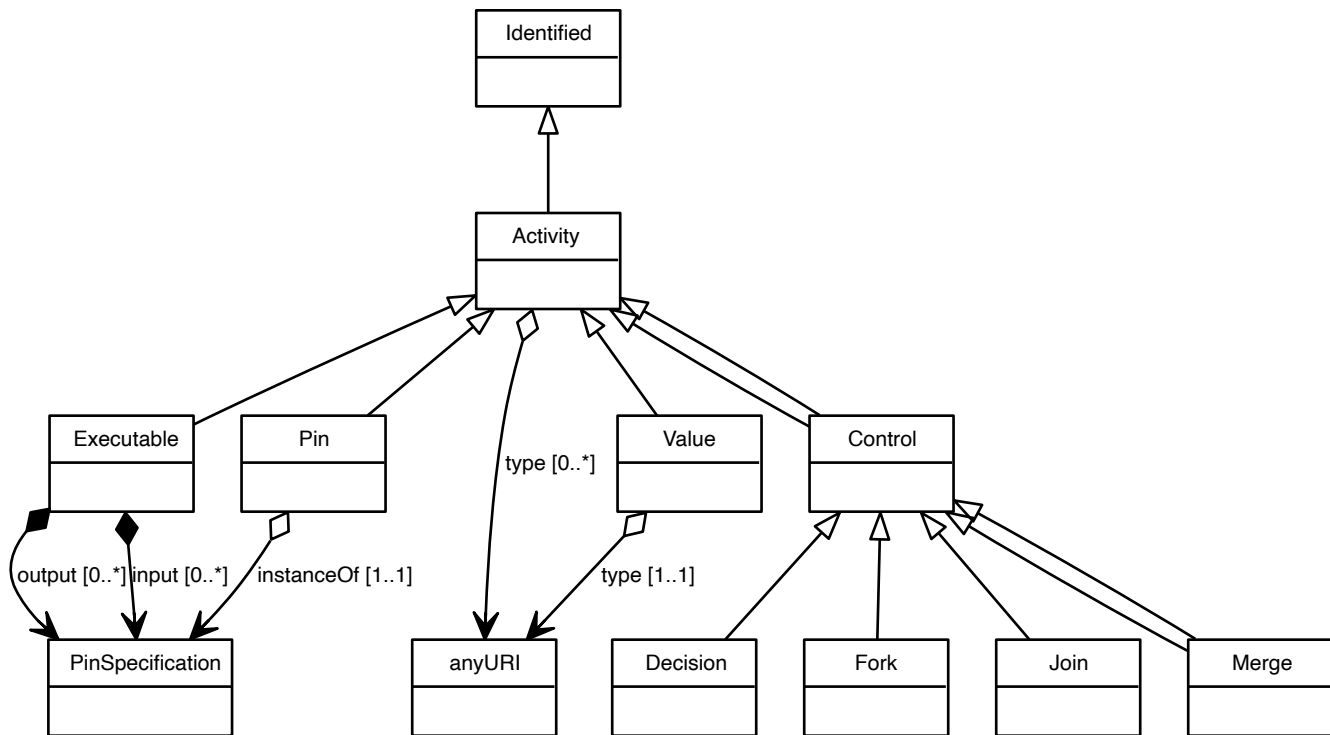 Identified
Activity
Executable
Pin
Value
Control
type [0..*]
output [0..*]
input [0..*]
instanceOf [1..1]
type [1..1]
PinSpecification
anyURI
Decision
Fork
Join
Merge